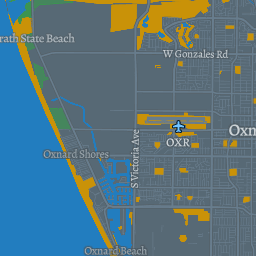 rath State Beach
W Gonzales Rd
OXR
Oxn
Oxnard Shores
S Victoria Ave
Oxnard Beach